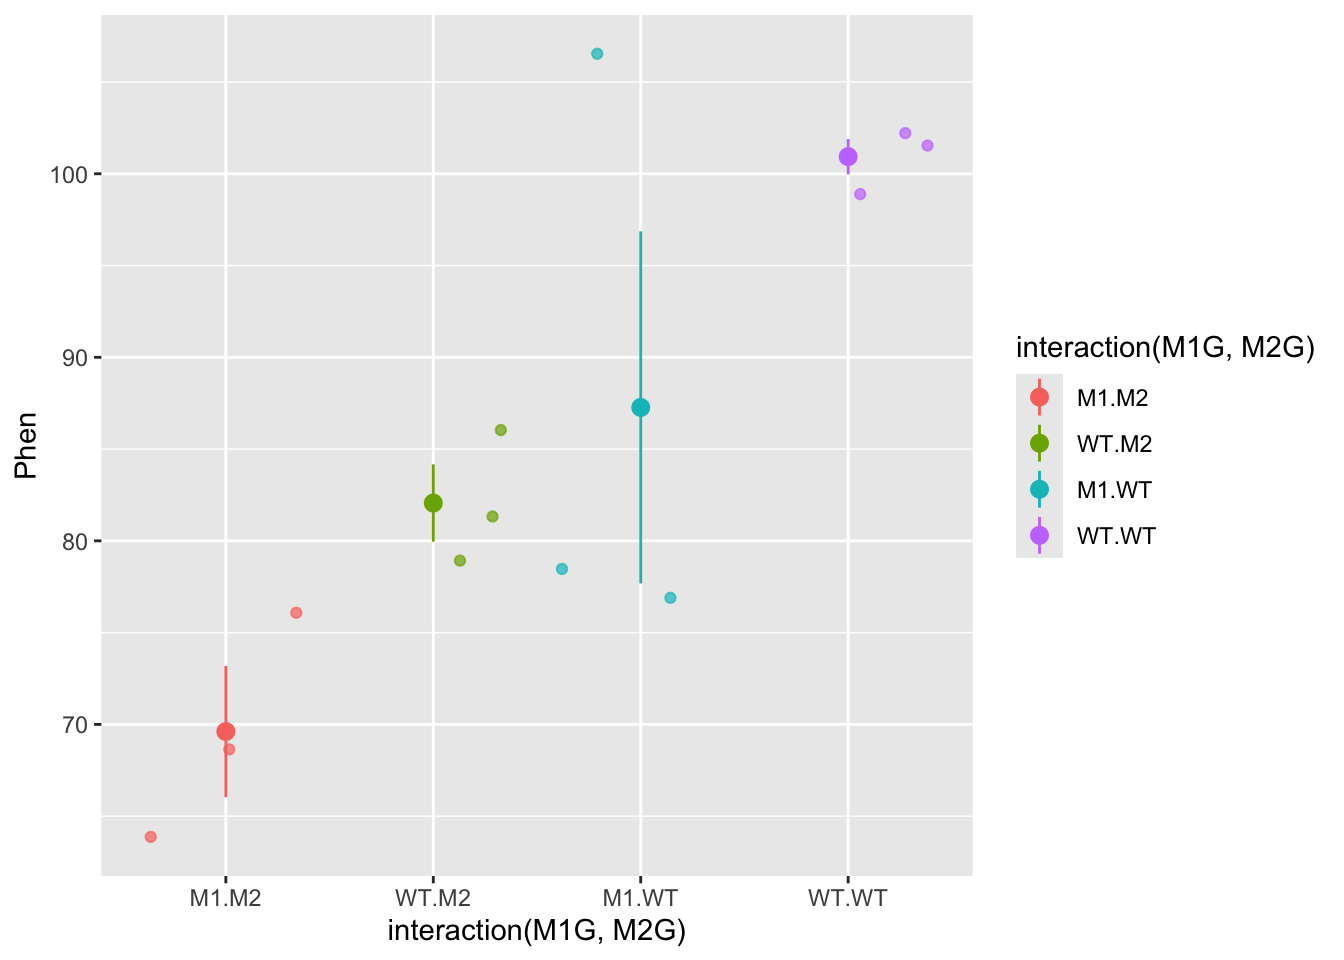 100
90
80
70
Phen
M1.M2 WT.M2 M1.WT WT.WT
interaction(M1G, M2G)
interaction(M1G, M2G)
M1.M2
WT.M2
M1.WT
WT.WT